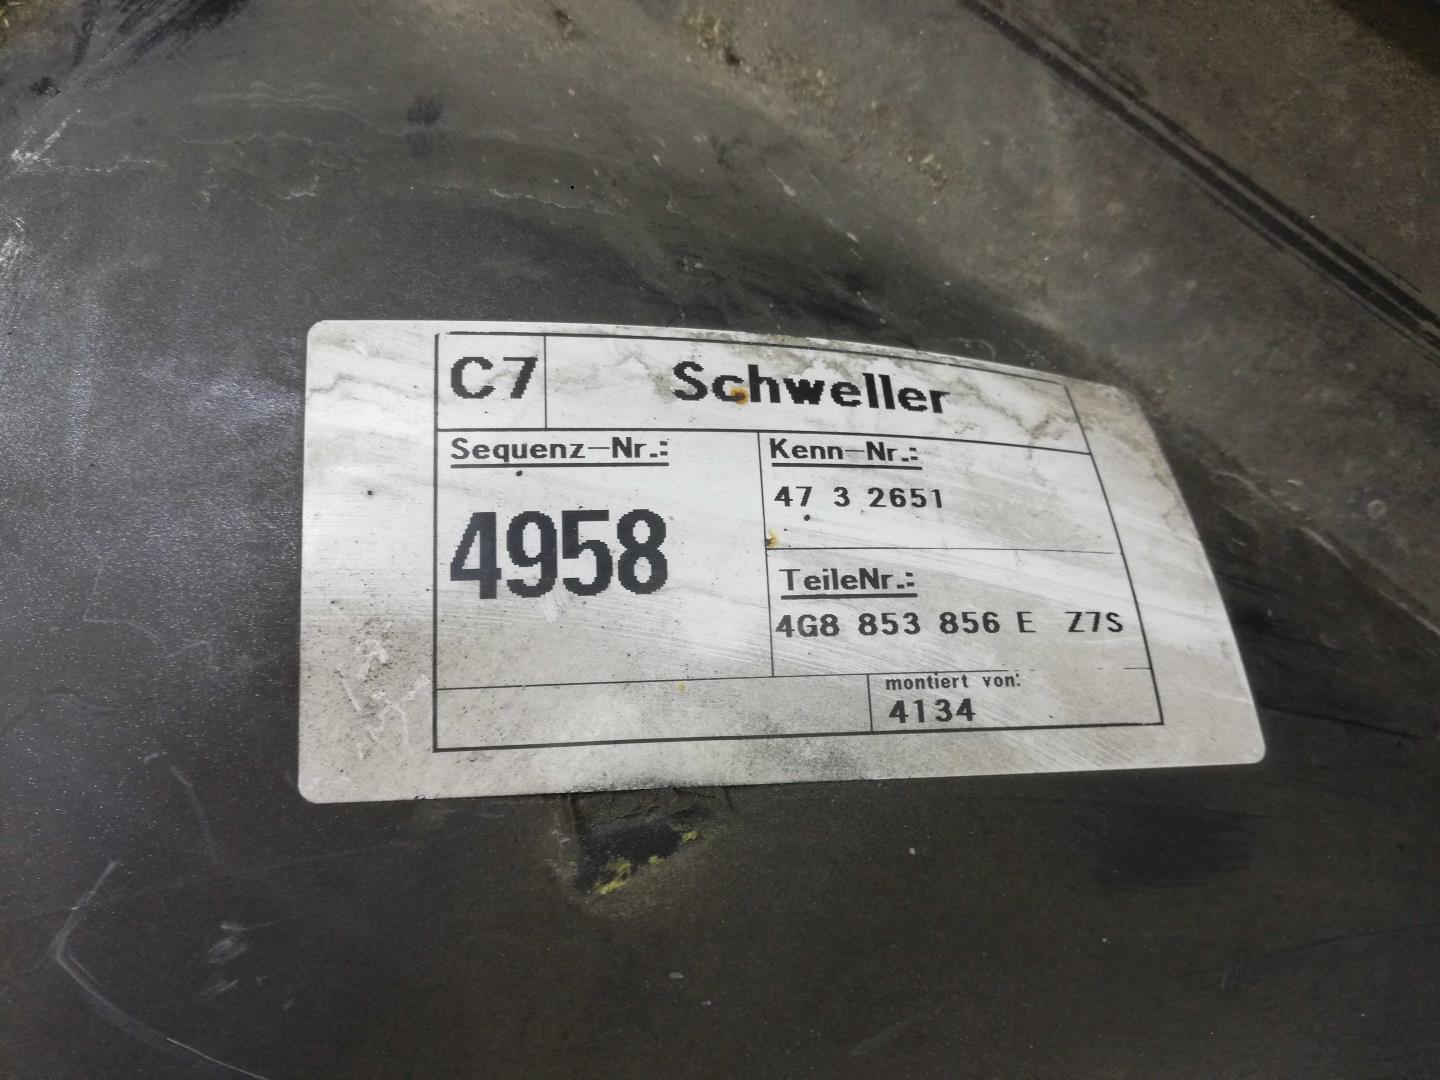 C7 Schweller
Sequenz-Nr.:
4958
Kenn-Nr.:
47 3 2651
TeileNr.:
4G8 853 856 E Z7S
montiert von:
4134